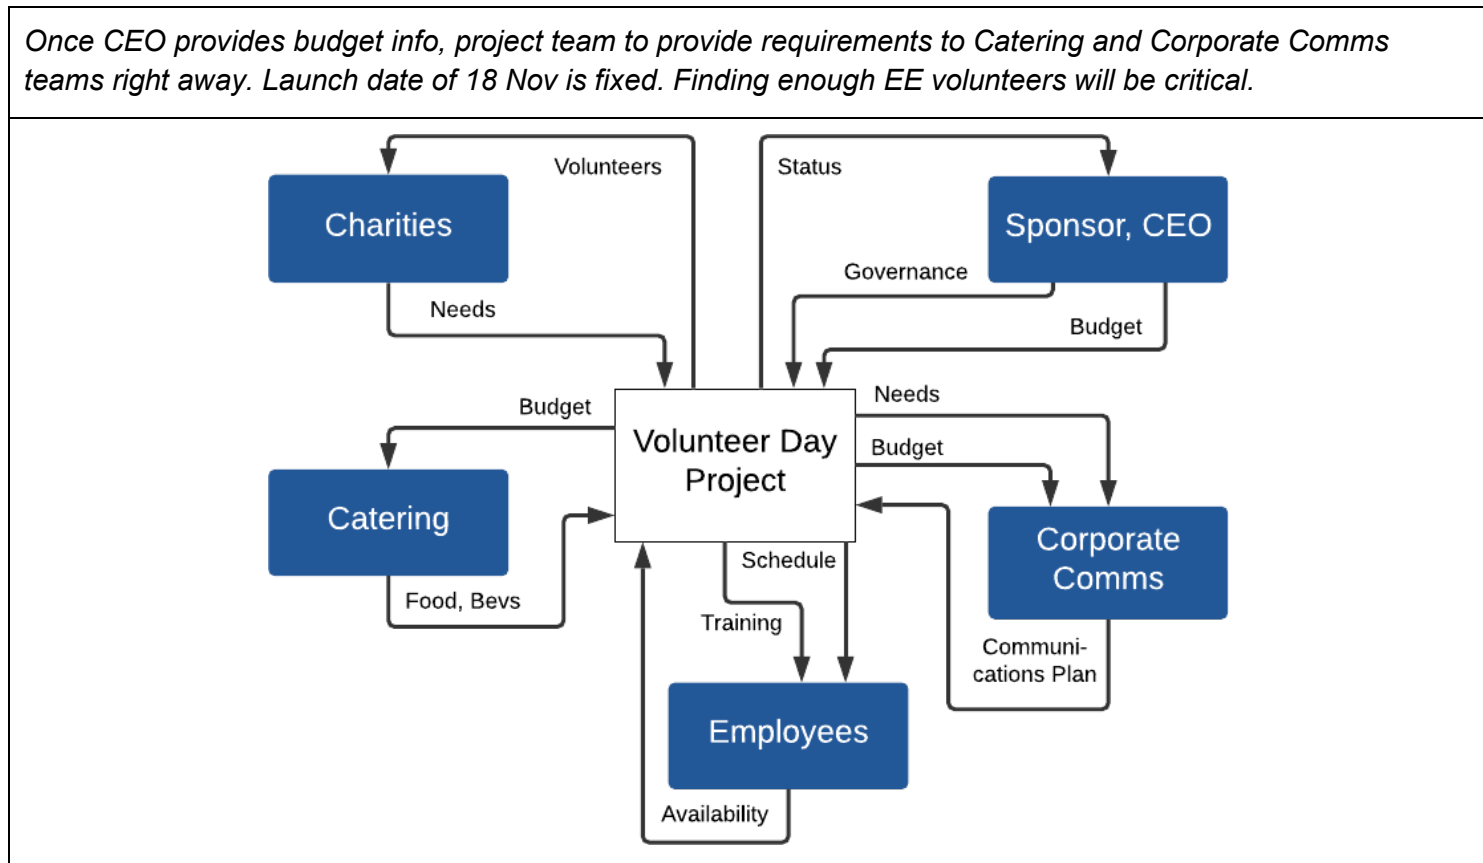 Once CEO provides budget info, project team to provide requirements to Catering and Corporate Comms
teams right away. Launch date of 18 Nov is fixed. Finding enough EE volunteers will be critical.
Volunteers
Status
Charities
Sponsor, CEO
Governance
Needs
Budget
Budget
Needs
Volunteer Day
Project
Budget
Catering
Corporate
Comms
Schedule
Food, Bevs
Training
Communi-
cations Plan
Employees
Availability